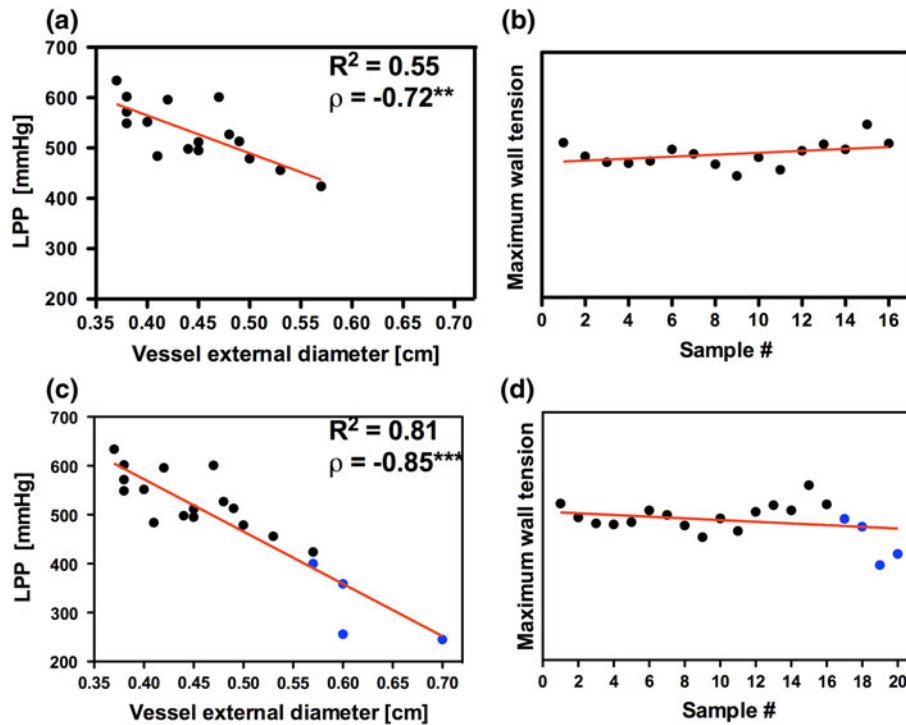 (a)
R² = 0.55
ρ = -0.72**
LPP [mmHg]
700
600
500
400
300
200
0.35 0.40 0.45 0.50 0.55 0.60 0.65 0.70
Vessel external diameter [cm]
(b)
Maximum wall tension
0 2 4 6 8 10 12 14 16
Sample #
(c)
R² = 0.81
ρ = -0.85***
LPP [mmHg]
700
600
500
400
300
200
0.35 0.40 0.45 0.50 0.55 0.60 0.65 0.70
Vessel external diameter [cm]
(d)
Maximum wall tension
0 2 4 6 8 10 12 14 16 18 20
Sample #